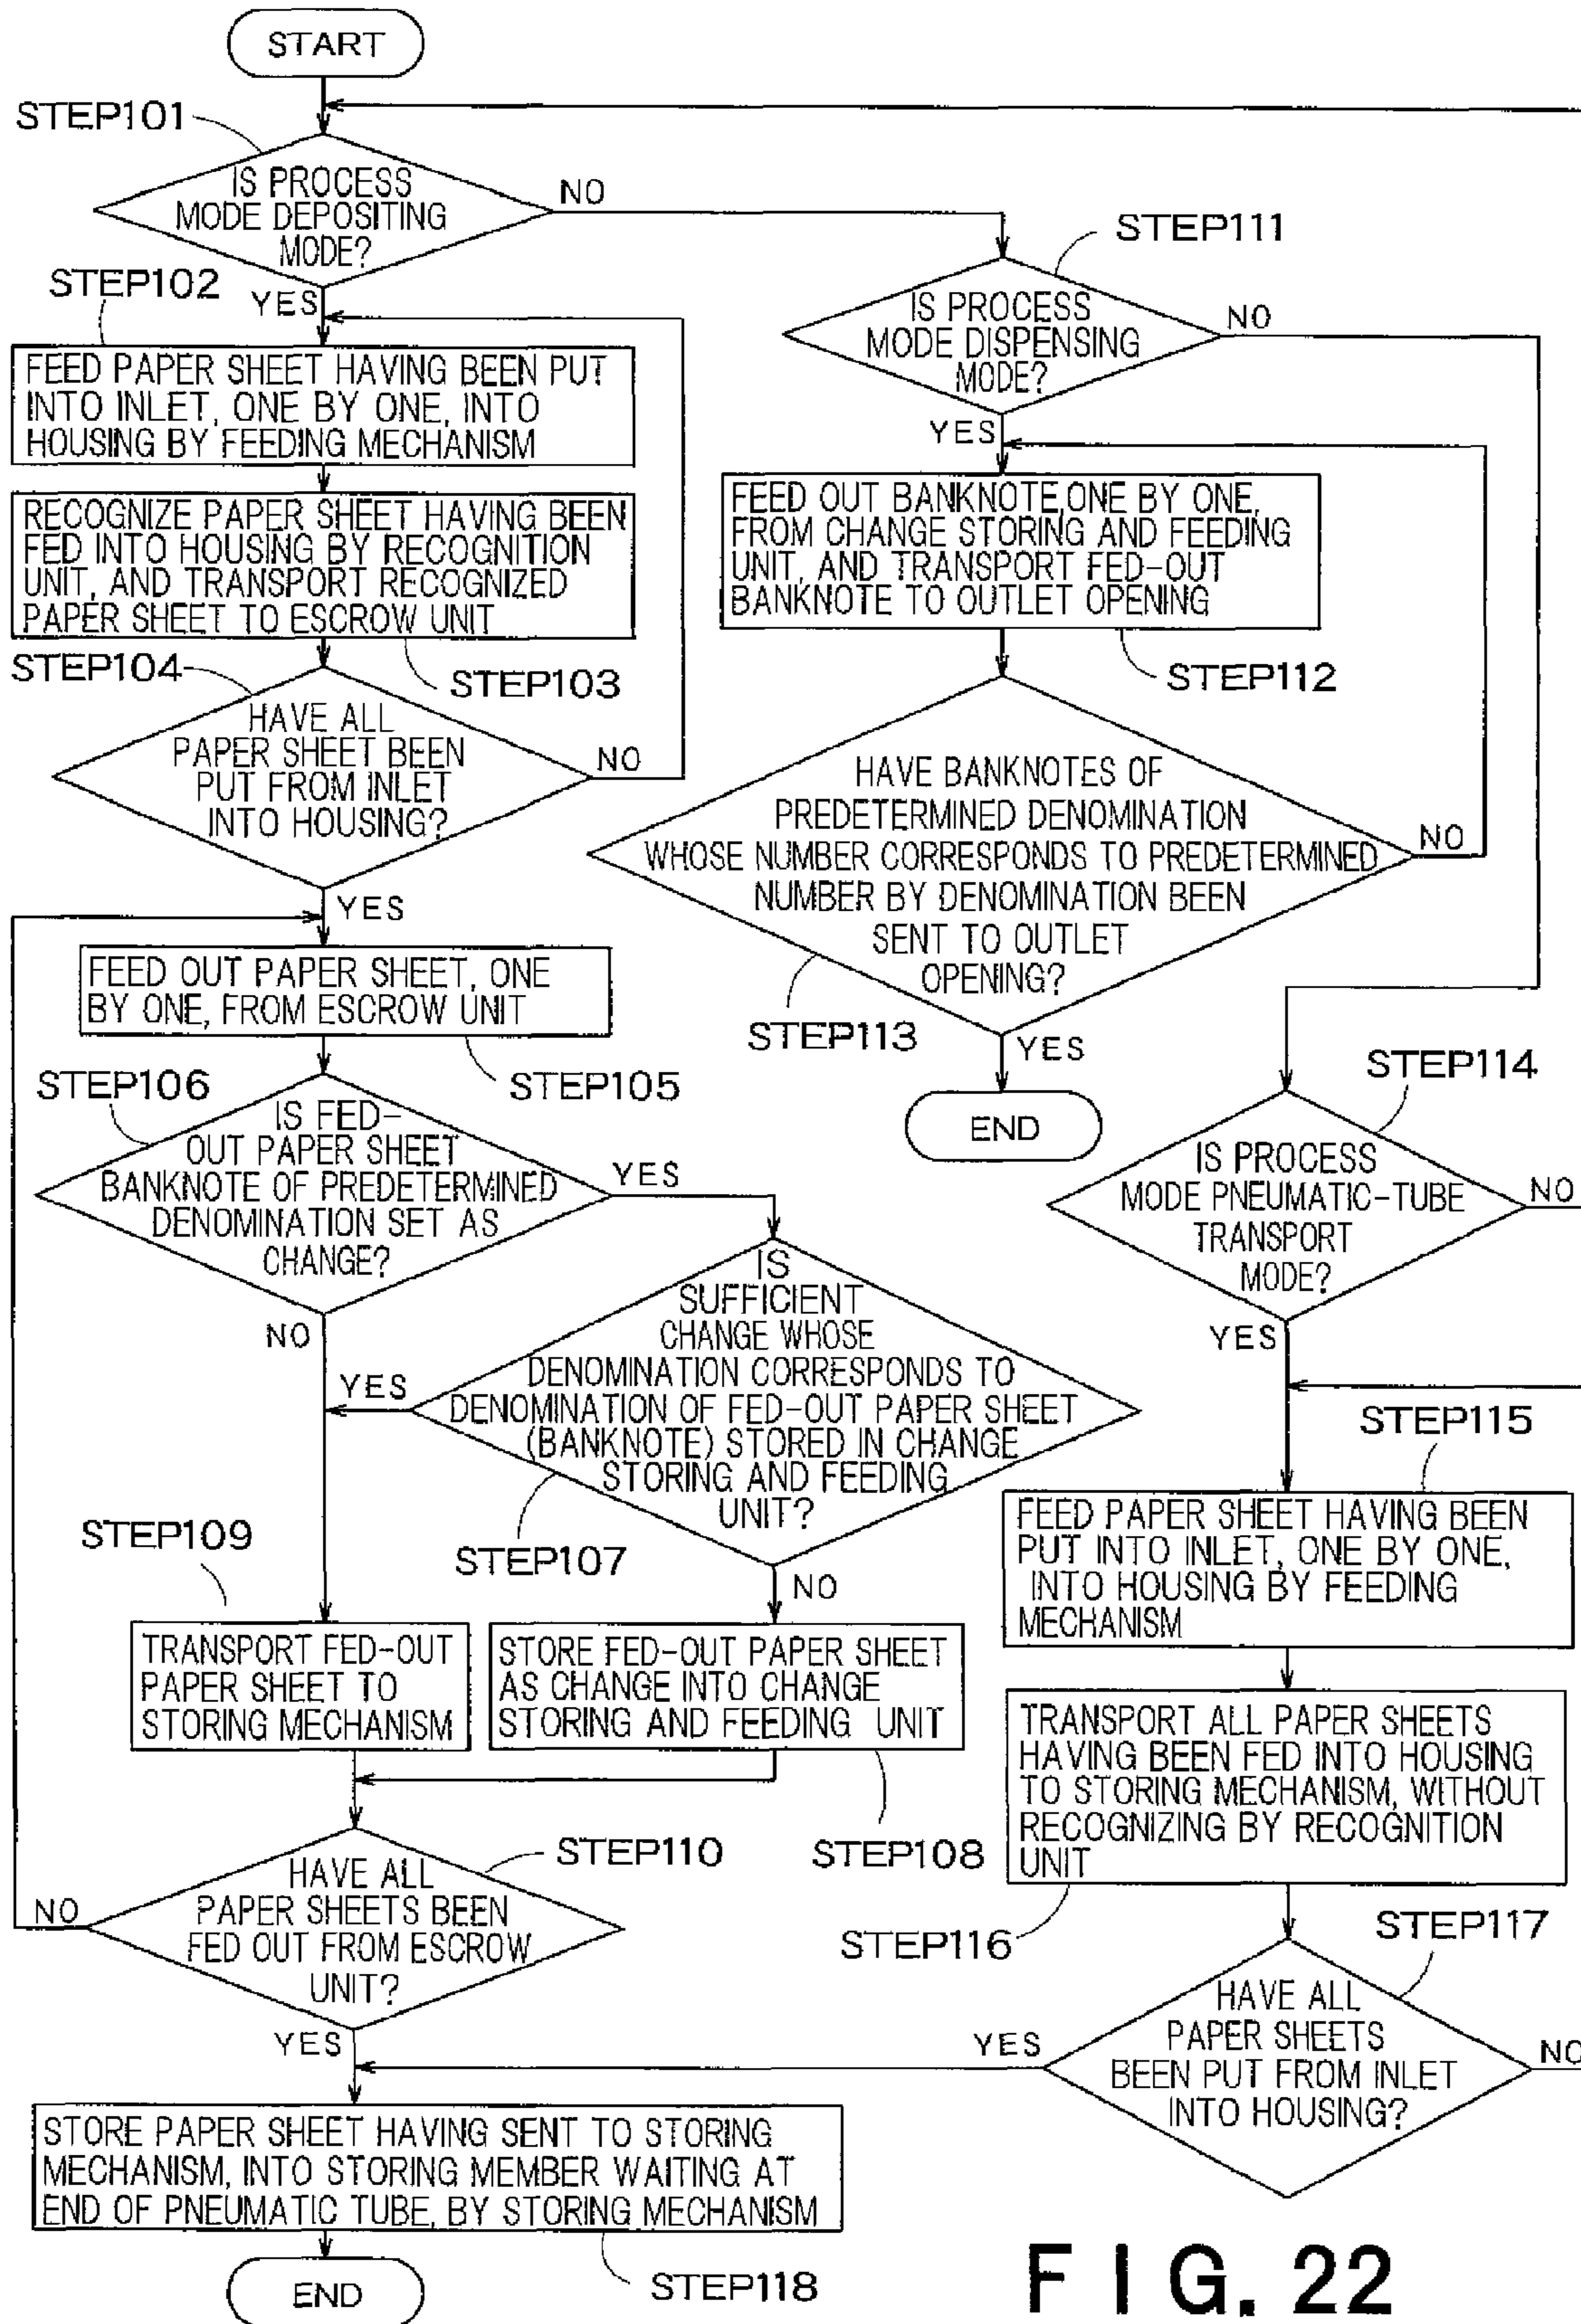 START
STEP101
IS PROCESS
MODE DEPOSITING
MODE?
NO
YES
STEP102
FEED PAPER SHEET HAVING BEEN PUT
INTO INLET, ONE BY ONE, INTO
HOUSING BY FEEDING MECHANISM
RECOGNIZE PAPER SHEET HAVING BEEN
FED INTO HOUSING BY RECOGNITION
UNIT, AND TRANSPORT RECOGNIZED
PAPER SHEET TO ESCROW UNIT
STEP103
STEP104
HAVE ALL
PAPER SHEET BEEN
PUT FROM INLET
INTO HOUSING?
NO
YES
FEED OUT PAPER SHEET, ONE
BY ONE, FROM ESCROW UNIT
STEP105
STEP106
IS FED-
OUT PAPER SHEET
BANKNOTE OF PREDETERMINED
DENOMINATION SET AS
CHANGE?
YES
NO
IS
SUFFICIENT
CHANGE WHOSE
DENOMINATION CORRESPONDS TO
DENOMINATION OF FED-OUT PAPER SHEET
(BANKNOTE) STORED IN CHANGE
STORING AND FEEDING
UNIT?
YES
STEP107
NO
STEP109
TRANSPORT FED-OUT
PAPER SHEET TO
STORING MECHANISM
STORE FED-OUT PAPER SHEET
AS CHANGE INTO CHANGE
STORING AND FEEDING UNIT
STEP108
STEP110
HAVE ALL
PAPER SHEETS BEEN
FED OUT FROM ESCROW
UNIT?
NO
YES
STORE PAPER SHEET HAVING SENT TO STORING
MECHANISM, INTO STORING MEMBER WAITING AT
END OF PNEUMATIC TUBE, BY STORING MECHANISM
STEP118
END
STEP111
IS PROCESS
MODE DISPENSING
MODE?
NO
YES
FEED OUT BANKNOTE,ONE BY ONE,
FROM CHANGE STORING AND FEEDING
UNIT, AND TRANSPORT FED-OUT
BANKNOTE TO OUTLET OPENING
STEP112
HAVE BANKNOTES OF
PREDETERMINED DENOMINATION
WHOSE NUMBER CORRESPONDS TO PREDETERMINED
NUMBER BY DENOMINATION BEEN
SENT TO OUTLET
OPENING?
NO
STEP113
YES
END
STEP114
IS PROCESS
MODE PNEUMATIC-TUBE
TRANSPORT
MODE?
NO
YES
STEP115
FEED PAPER SHEET HAVING BEEN
PUT INTO INLET, ONE BY ONE,
INTO HOUSING BY FEEDING
MECHANISM
TRANSPORT ALL PAPER SHEETS
HAVING BEEN FED INTO HOUSING
TO STORING MECHANISM, WITHOUT
RECOGNIZING BY RECOGNITION
UNIT
STEP116
STEP117
HAVE ALL
PAPER SHEETS
BEEN PUT FROM INLET
INTO HOUSING?
YES
NO
FIG. 22